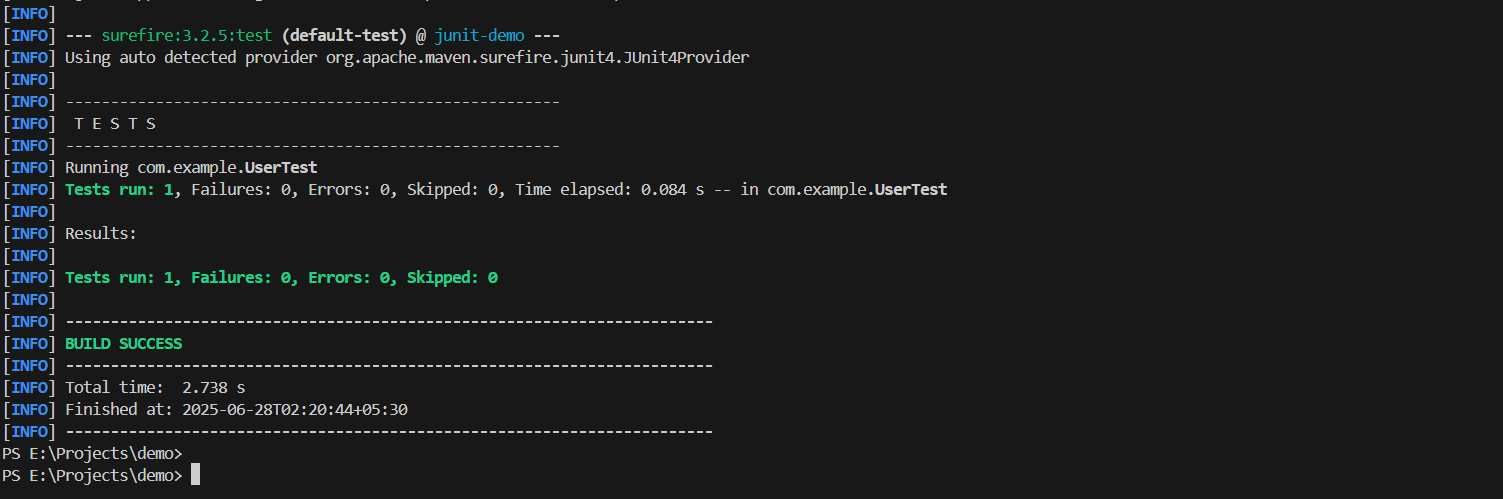 [INFO]
[INFO] --- surefire:3.2.5:test (default-test) @ junit-demo ---
[INFO] Using auto detected provider org.apache.maven.surefire.junit4.JUnit4Provider
[INFO]
[INFO] -------------------------------------------------------
[INFO]  T E S T S
[INFO] -------------------------------------------------------
[INFO] Running com.example.UserTest
[INFO] Tests run: 1, Failures: 0, Errors: 0, Skipped: 0, Time elapsed: 0.084 s -- in com.example.UserTest
[INFO]
[INFO] Results:
[INFO]
[INFO] Tests run: 1, Failures: 0, Errors: 0, Skipped: 0
[INFO]
[INFO] ------------------------------------------------------------------------
[INFO] BUILD SUCCESS
[INFO] ------------------------------------------------------------------------
[INFO] Total time:  2.738 s
[INFO] Finished at: 2025-06-28T02:20:44+05:30
[INFO] ------------------------------------------------------------------------
PS E:\Projects\demo>
PS E:\Projects\demo>